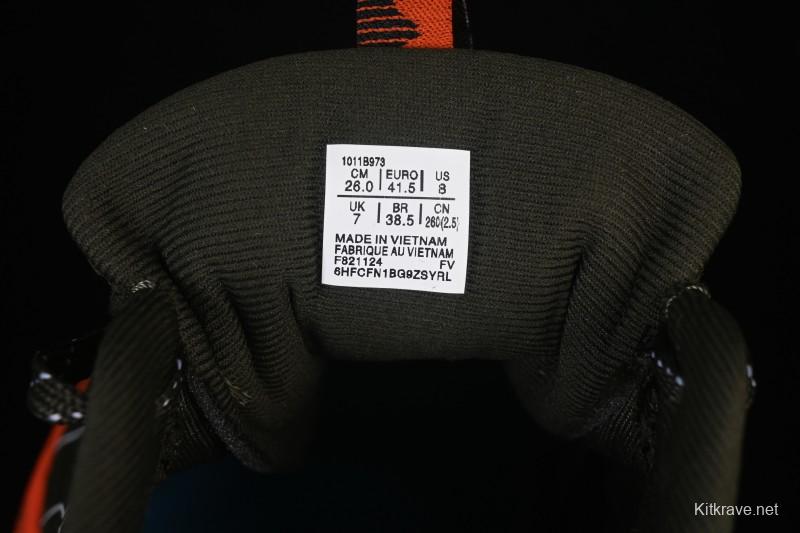 1011B973
CM | EURO | US
26.0 | 41.5 | 8
UK | BR | CN
7 | 38.5 | 260(2.5)
MADE IN VIETNAM
FABRIQUE AU VIETNAM
F821124 FV
6HFCFN1BG9ZSYRL
Kitkrave.net